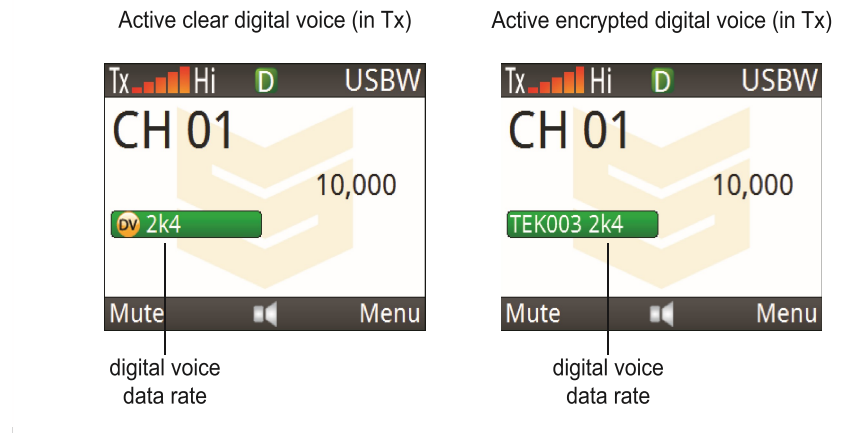 Active clear digital voice (in Tx)
Active encrypted digital voice (in Tx)
Tx Hi D USBW
CH 01
10,000
DV 2k4
Mute Menu
digital voice
data rate
Tx Hi D USBW
CH 01
10,000
TEK003 2k4
Mute Menu
digital voice
data rate